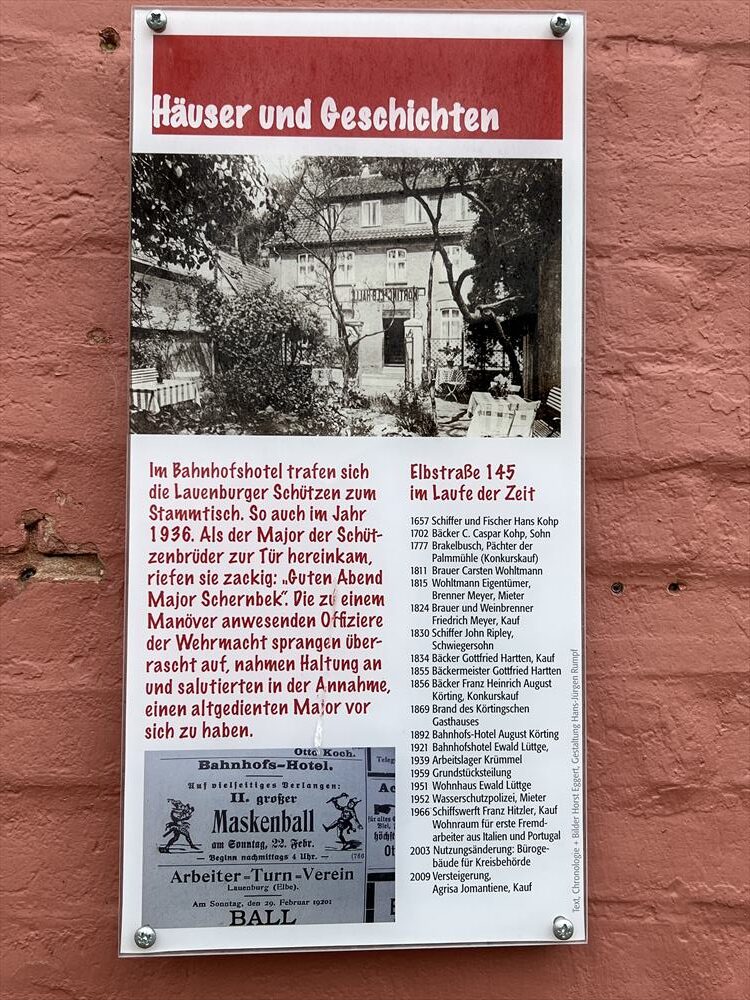 Häuser und Geschichten
KÖRTING'S ELBHALLE
Im Bahnhofshotel trafen sich
die Lauenburger Schützen zum
Stammtisch. So auch im Jahr
1936. Als der Major der Schüt-
zenbrüder zur Tür hereinkam,
riefen sie zackig: „Guten Abend
Major Schernbek". Die zu einem
Manöver anwesenden Offiziere
der Wehrmacht sprangen über-
rascht auf, nahmen Haltung an
und salutierten in der Annahme,
einen altgedienten Major vor
sich zu haben.
Otto Koch.
Bahnhofs-Hotel.
Auf vielseitiges Verlangen:
II. großer
Maskenball
am Sonntag, 22. Febr.
— Beginn nachmittags 4 Uhr. —
Arbeiter-Turn-Verein
Lauenburg (Elbe).
Am Sonntag, den 29. Februar 1920:
BALL
Elbstraße 145
im Laufe der Zeit
1657 Schiffer und Fischer Hans Kohp
1702 Bäcker C. Caspar Kohp, Sohn
1777 Brakelbusch, Pächter der
Palmmühle (Konkurskauf)
1811 Brauer Carsten Wohltmann
1815 Wohltmann Eigentümer,
Brenner Meyer, Mieter
1824 Brauer und Weinbrenner
Friedrich Meyer, Kauf
1830 Schiffer John Ripley,
Schwiegersohn
1834 Bäcker Gottfried Hartten, Kauf
1855 Bäckermeister Gottfried Hartten
1856 Bäcker Franz Heinrich August
Körting, Konkurskauf
1869 Brand des Körtingschen
Gasthauses
1892 Bahnhofs-Hotel August Körting
1921 Bahnhofshotel Ewald Lüttge,
1939 Arbeitslager Krümmel
1959 Grundstücksteilung
1951 Wohnhaus Ewald Lüttge
1952 Wasserschutzpolizei, Mieter
1966 Schiffswerft Franz Hitzler, Kauf
Wohnraum für erste Fremd-
arbeiter aus Italien und Portugal
2003 Nutzungsänderung: Büroge-
bäude für Kreisbehörde
2009 Versteigerung,
Agrisa Jomantiene, Kauf
Text, Chronologie + Bilder Horst Eggert, Gestaltung Hans-Jürgen Rumpf